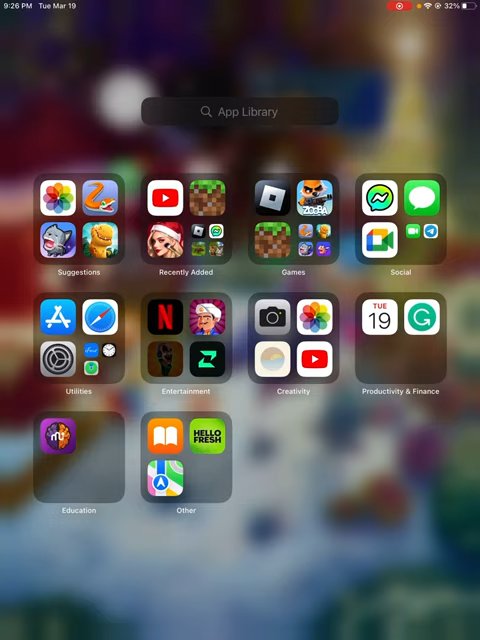 9:26 PM Tue Mar 19
32%
App Library
ZOOBA
Suggestions
Recently Added
Games
Social
TUE
19
HELLO
FRESH
Utilities
Entertainment
Creativity
Productivity & Finance
Education
Other